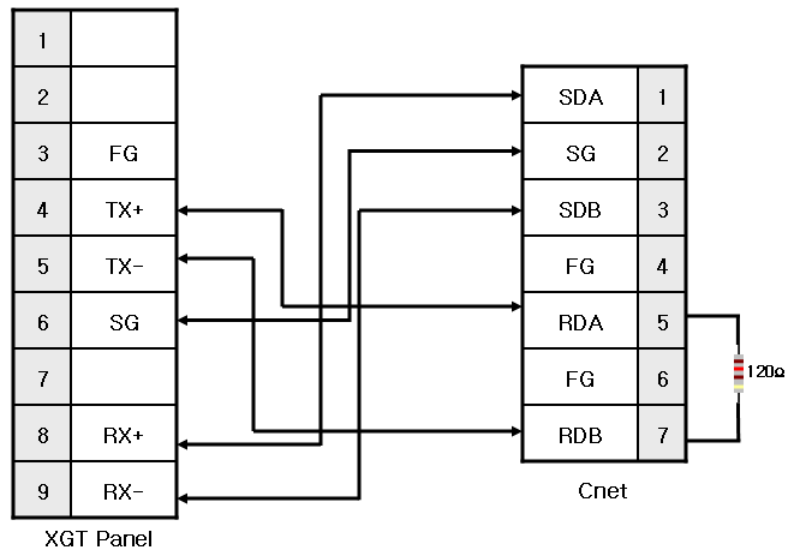 1
2
3 FG
4 TX+
5 TX-
6 SG
7
8 RX+
9 RX-
XGT Panel
SDA 1
SG 2
SDB 3
FG 4
RDA 5
FG 6
RDB 7
Cnet
120Ω